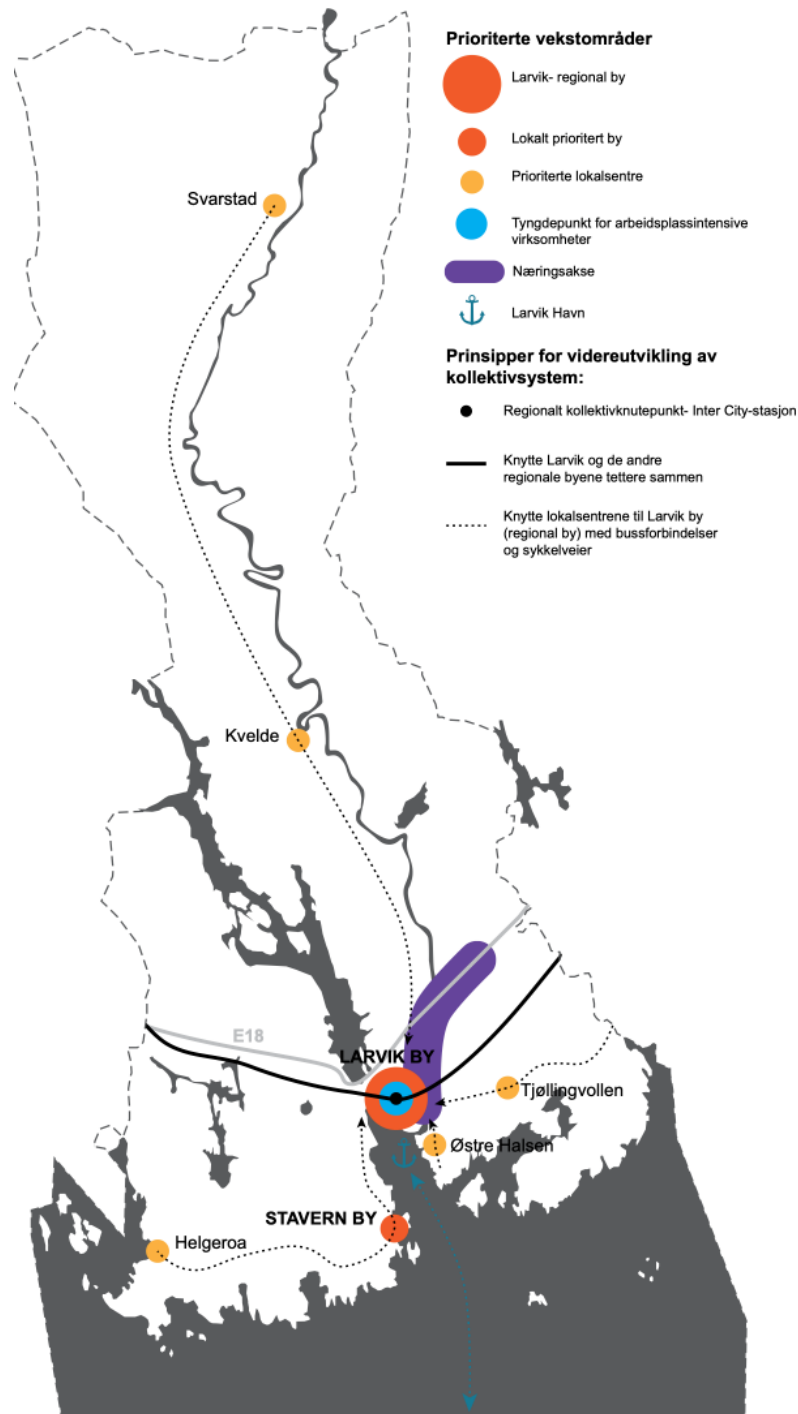 Prioriterte vekstområder
Larvik- regional by
Lokalt prioritert by
Prioriterte lokalsentre
Tyngdepunkt for arbeidsplassintensive
virksomheter
Næringsakse
Larvik Havn
Prinsipper for videreutvikling av
kollektivsystem:
Regionalt kollektivknutepunkt- Inter City-stasjon
Knytte Larvik og de andre
regionale byene tettere sammen
Knytte lokalsentrene til Larvik by
(regional by) med bussforbindelser
og sykkelveier
Svarstad
Kvelde
E18
LARVIK BY
Tjøllingvollen
Østre Halsen
STAVERN BY
Helgeroa